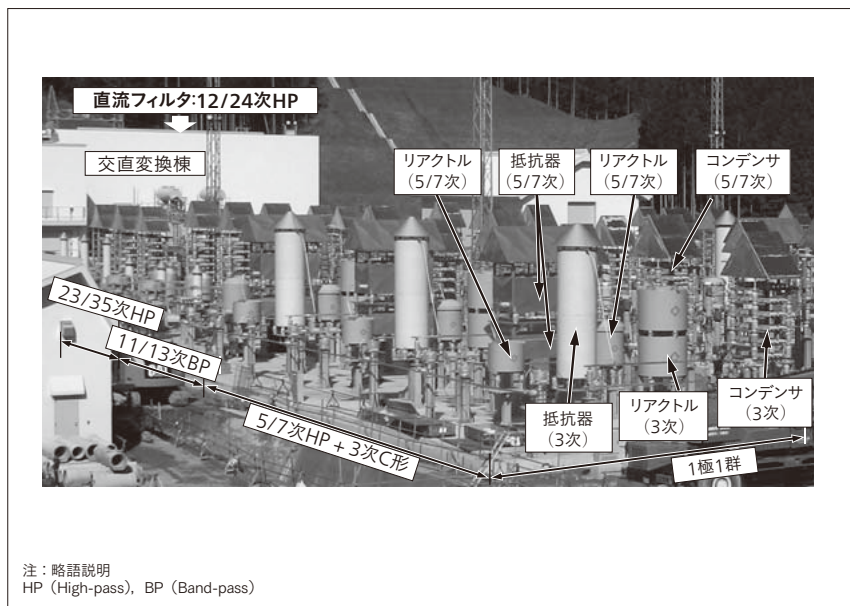 直流フィルタ:12/24次HP
交直変換棟
リアクトル
(5/7次)
抵抗器
(5/7次)
リアクトル
(5/7次)
コンデンサ
(5/7次)
23/35次HP
11/13次BP
5/7次HP + 3次C形
抵抗器
(3次)
リアクトル
(3次)
コンデンサ
(3次)
1極1群
注:略語説明
HP(High-pass),BP(Band-pass)